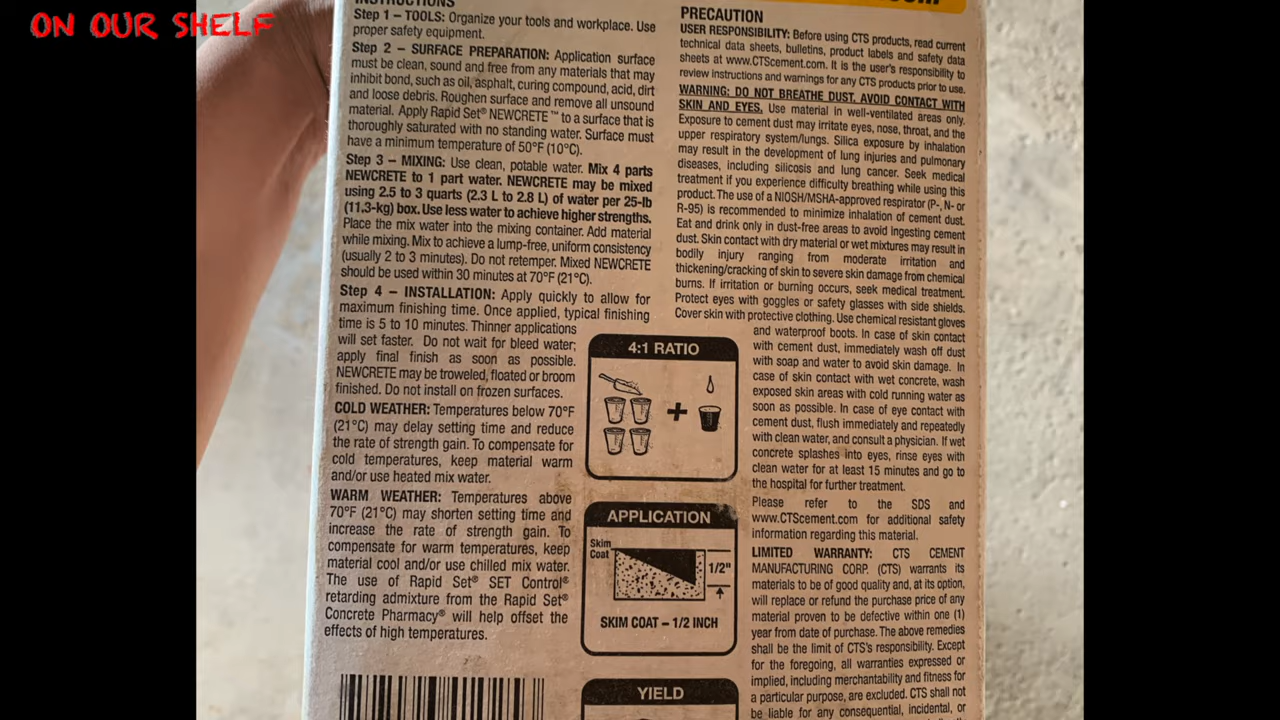 ON OUR SHELF
INSTRUCTIONS
Step 1 – TOOLS: Organize your tools and workplace. Use
proper safety equipment.
Step 2 – SURFACE PREPARATION: Application surface
must be clean, sound and free from any materials that may
inhibit bond, such as oil, asphalt, curing compound, acid, dirt
and loose debris. Roughen surface and remove all unsound
material. Apply Rapid Set® NEWCRETE ™ to a surface that is
thoroughly saturated with no standing water. Surface must
have a minimum temperature of 50°F (10°C).
Step 3 – MIXING: Use clean, potable water. Mix 4 parts
NEWCRETE to 1 part water. NEWCRETE may be mixed
using 2.5 to 3 quarts (2.3 L to 2.8 L) of water per 25-lb
(11.3-kg) box. Use less water to achieve higher strengths.
Place the mix water into the mixing container. Add material
while mixing. Mix to achieve a lump-free, uniform consistency
(usually 2 to 3 minutes). Do not retemper. Mixed NEWCRETE
should be used within 30 minutes at 70°F (21°C).
Step 4 – INSTALLATION: Apply quickly to allow for
maximum finishing time. Once applied, typical finishing
time is 5 to 10 minutes. Thinner applications
will set faster. Do not wait for bleed water;
apply final finish as soon as possible.
NEWCRETE may be troweled, floated or broom
finished. Do not install on frozen surfaces.
COLD WEATHER: Temperatures below 70°F
(21°C) may delay setting time and reduce
the rate of strength gain. To compensate for
cold temperatures, keep material warm
and/or use heated mix water.
WARM WEATHER: Temperatures above
70°F (21°C) may shorten setting time and
increase the rate of strength gain. To
compensate for warm temperatures, keep
material cool and/or use chilled mix water.
The use of Rapid Set® SET Control®
retarding admixture from the Rapid Set®
Concrete Pharmacy® will help offset the
effects of high temperatures.
4:1 RATIO
+
APPLICATION
Skim
Coat
1/2"
SKIM COAT – 1/2 INCH
YIELD
PRECAUTION
USER RESPONSIBILITY: Before using CTS products, read current
technical data sheets, bulletins, product labels and safety data
sheets at www.CTScement.com. It is the user's responsibility to
review instructions and warnings for any CTS products prior to use.
WARNING: DO NOT BREATHE DUST. AVOID CONTACT WITH
SKIN AND EYES. Use material in well-ventilated areas only.
Exposure to cement dust may irritate eyes, nose, throat, and the
upper respiratory system/lungs. Silica exposure by inhalation
may result in the development of lung injuries and pulmonary
diseases, including silicosis and lung cancer. Seek medical
treatment if you experience difficulty breathing while using this
product. The use of a NIOSH/MSHA-approved respirator (P-, N- or
R-95) is recommended to minimize inhalation of cement dust.
Eat and drink only in dust-free areas to avoid ingesting cement
dust. Skin contact with dry material or wet mixtures may result in
bodily injury ranging from moderate irritation and
thickening/cracking of skin to severe skin damage from chemical
burns. If irritation or burning occurs, seek medical treatment.
Protect eyes with goggles or safety glasses with side shields.
Cover skin with protective clothing. Use chemical resistant gloves
and waterproof boots. In case of skin contact
with cement dust, immediately wash off dust
with soap and water to avoid skin damage. In
case of skin contact with wet concrete, wash
exposed skin areas with cold running water as
soon as possible. In case of eye contact with
cement dust, flush immediately and repeatedly
with clean water, and consult a physician. If wet
concrete splashes into eyes, rinse eyes with
clean water for at least 15 minutes and go to
the hospital for further treatment.
Please refer to the SDS and
www.CTScement.com for additional safety
information regarding this material.
LIMITED WARRANTY: CTS CEMENT
MANUFACTURING CORP. (CTS) warrants its
materials to be of good quality and, at its option,
will replace or refund the purchase price of any
material proven to be defective within one (1)
year from date of purchase. The above remedies
shall be the limit of CTS's responsibility. Except
for the foregoing, all warranties expressed or
implied, including merchantability and fitness for
a particular purpose, are excluded. CTS shall not
be liable for any consequential, incidental, or